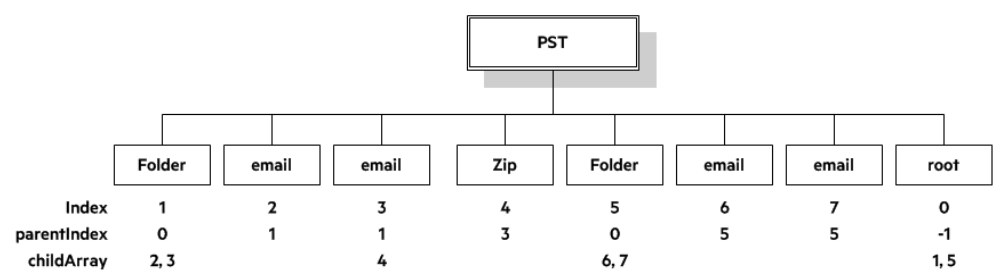 PST
Folder email email Zip Folder email email root
Index 1 2 3 4 5 6 7 0
parentIndex 0 1 1 3 0 5 5 -1
childArray 2, 3 4 6, 7 1, 5